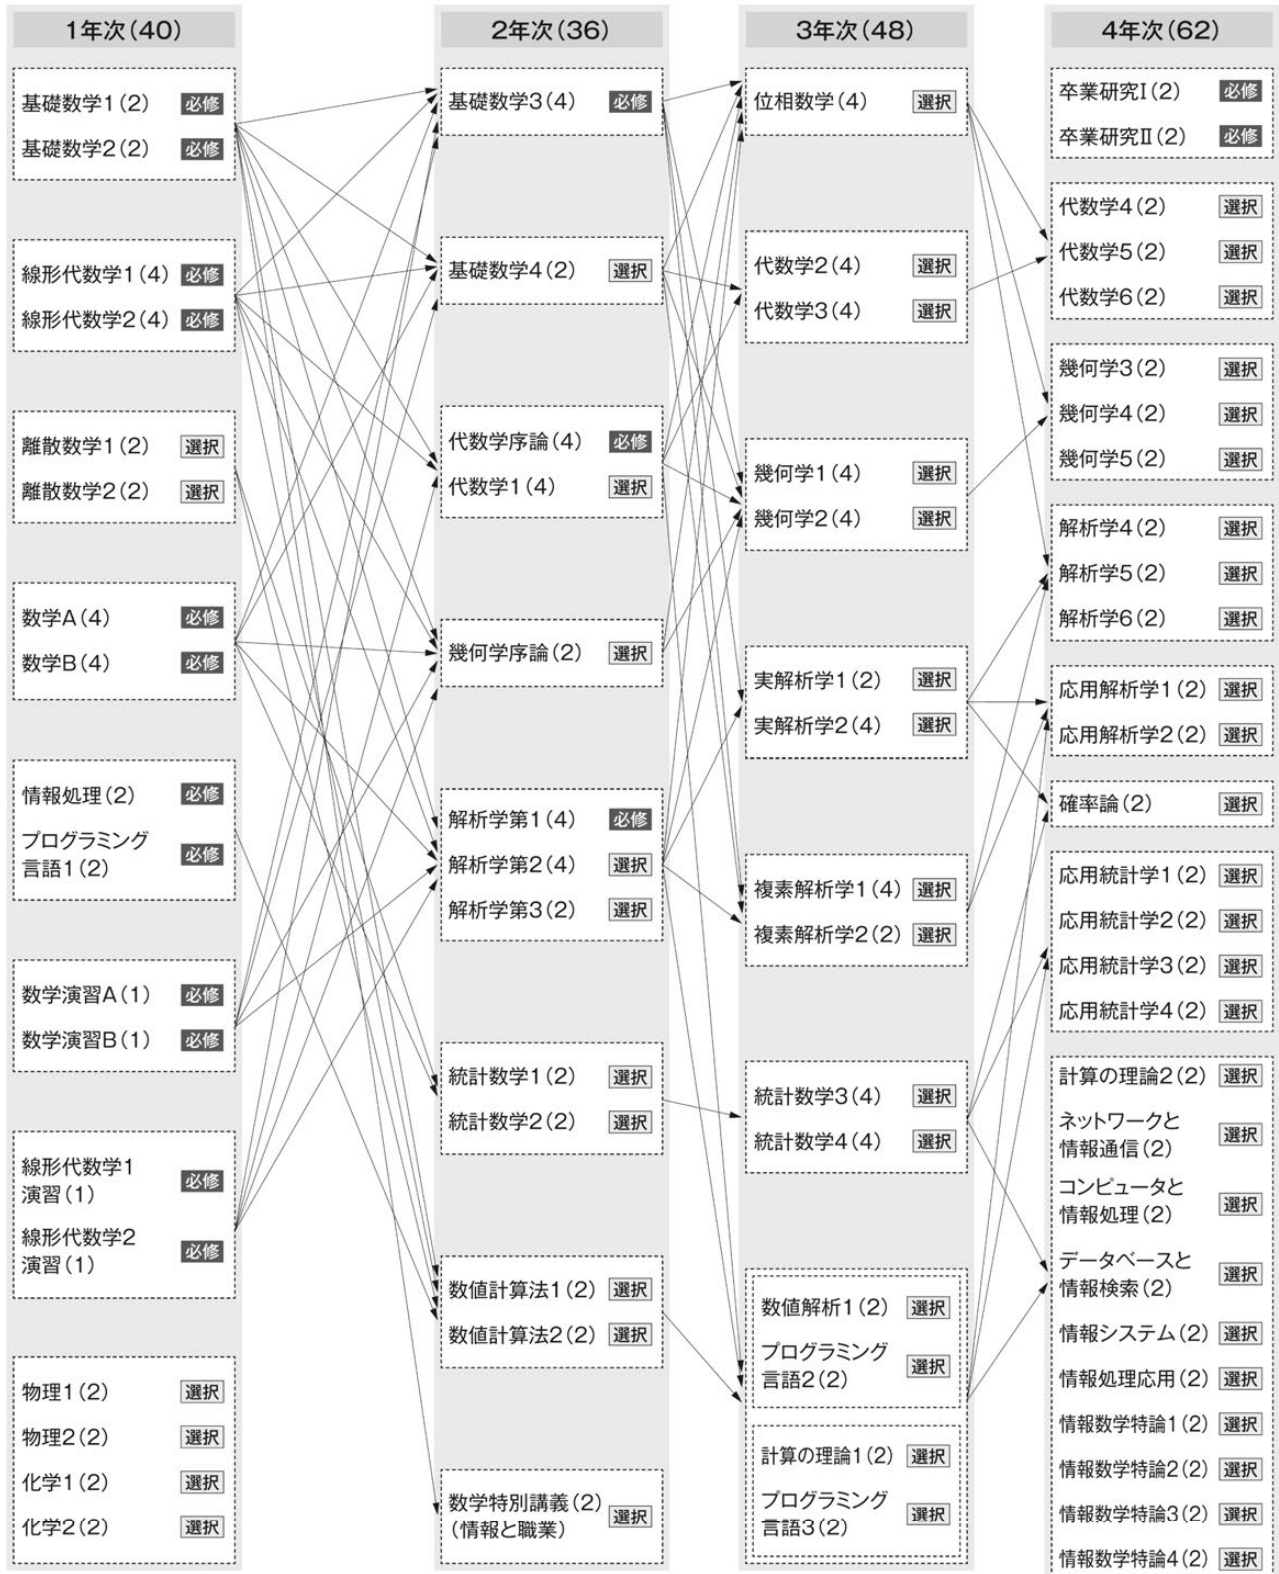 1年次(40)
基礎数学1(2) 必修
基礎数学2(2) 必修
線形代数学1(4) 必修
線形代数学2(4) 必修
離散数学1(2) 選択
離散数学2(2) 選択
数学A(4) 必修
数学B(4) 必修
情報処理(2) 必修
プログラミング
言語1(2) 必修
数学演習A(1) 必修
数学演習B(1) 必修
線形代数学1
演習(1) 必修
線形代数学2
演習(1) 必修
物理1(2) 選択
物理2(2) 選択
化学1(2) 選択
化学2(2) 選択
2年次(36)
基礎数学3(4) 必修
基礎数学4(2) 選択
代数学序論(4) 必修
代数学1(4) 選択
幾何学序論(2) 選択
解析学第1(4) 必修
解析学第2(4) 選択
解析学第3(2) 選択
統計数学1(2) 選択
統計数学2(2) 選択
数値計算法1(2) 選択
数値計算法2(2) 選択
数学特別講義(2)
(情報と職業) 選択
3年次(48)
位相数学(4) 選択
代数学2(4) 選択
代数学3(4) 選択
幾何学1(4) 選択
幾何学2(4) 選択
実解析学1(2) 選択
実解析学2(4) 選択
複素解析学1(4) 選択
複素解析学2(2) 選択
統計数学3(4) 選択
統計数学4(4) 選択
数値解析1(2) 選択
プログラミング
言語2(2) 選択
計算の理論1(2) 選択
プログラミング
言語3(2) 選択
4年次(62)
卒業研究Ⅰ(2) 必修
卒業研究Ⅱ(2) 必修
代数学4(2) 選択
代数学5(2) 選択
代数学6(2) 選択
幾何学3(2) 選択
幾何学4(2) 選択
幾何学5(2) 選択
解析学4(2) 選択
解析学5(2) 選択
解析学6(2) 選択
応用解析学1(2) 選択
応用解析学2(2) 選択
確率論(2) 選択
応用統計学1(2) 選択
応用統計学2(2) 選択
応用統計学3(2) 選択
応用統計学4(2) 選択
計算の理論2(2) 選択
ネットワークと
情報通信(2) 選択
コンピュータと
情報処理(2) 選択
データベースと
情報検索(2) 選択
情報システム(2) 選択
情報処理応用(2) 選択
情報数学特論1(2) 選択
情報数学特論2(2) 選択
情報数学特論3(2) 選択
情報数学特論4(2) 選択